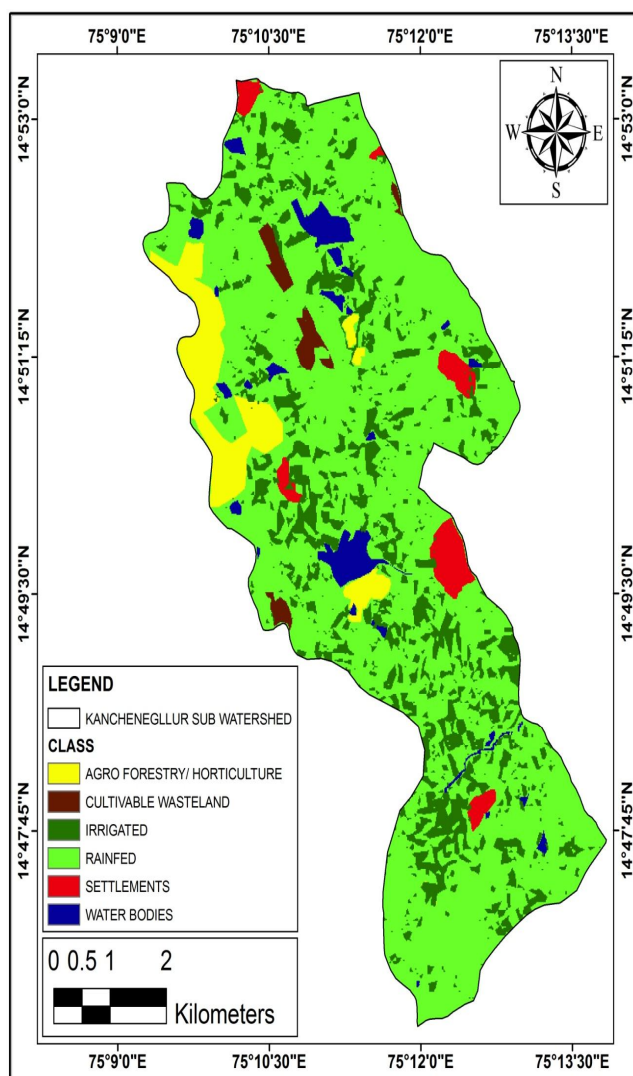 75°9'0"E 75°10'30"E 75°12'0"E 75°13'30"E
14°53'0"N
14°51'15"N
14°49'30"N
14°47'45"N
N
W E
S
14°53'0"N
14°51'15"N
14°49'30"N
14°47'45"N
LEGEND
KANCHENEGLLUR SUB WATERSHED
CLASS
AGRO FORESTRY/ HORTICULTURE
CULTIVABLE WASTELAND
IRRIGATED
RAINFED
SETTLEMENTS
WATER BODIES
0 0.5 1 2
Kilometers
75°9'0"E 75°10'30"E 75°12'0"E 75°13'30"E